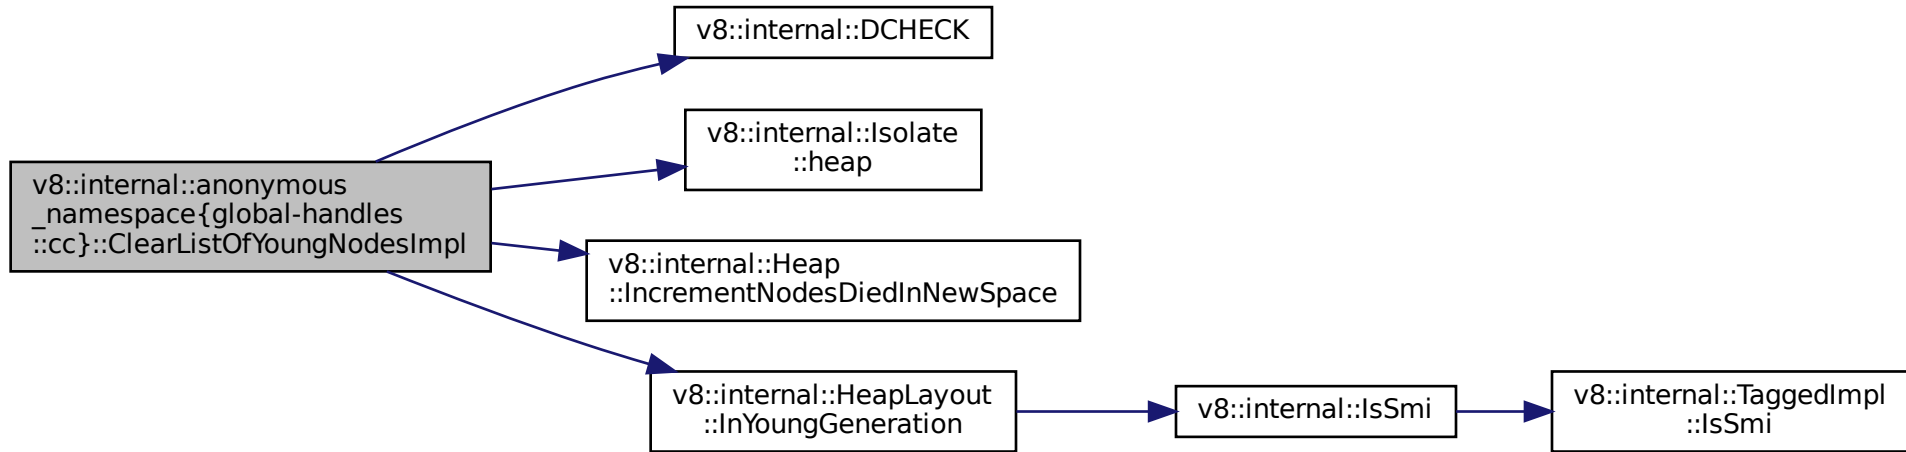 v8::internal::DCHECK
v8::internal::Isolate
::heap
v8::internal::anonymous
_namespace{global-handles
::cc}::ClearListOfYoungNodesImpl
v8::internal::Heap
::IncrementNodesDiedInNewSpace
v8::internal::HeapLayout
::InYoungGeneration
v8::internal::IsSmi
v8::internal::TaggedImpl
::IsSmi